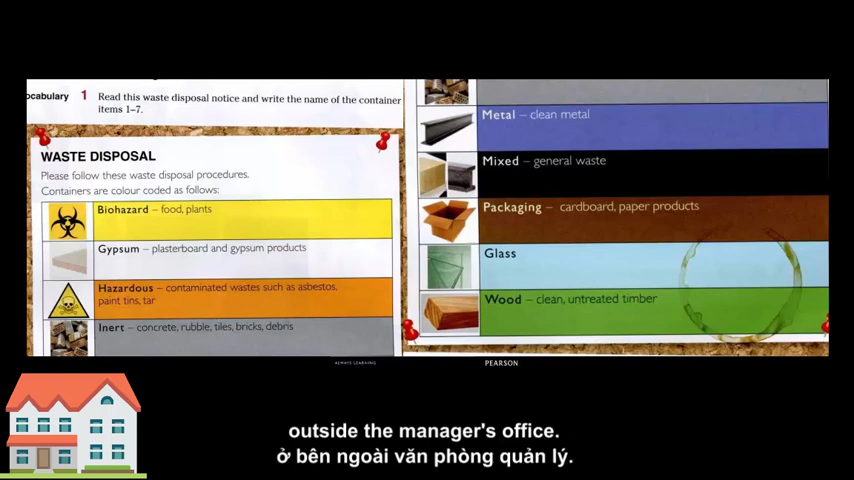 ocabulary 1 Read this waste disposal notice and write the name of the container
items 1–7.
WASTE DISPOSAL
Please follow these waste disposal procedures.
Containers are colour coded as follows:
Biohazard – food, plants
Gypsum – plasterboard and gypsum products
Hazardous – contaminated wastes such as asbestos,
paint tins, tar
Inert – concrete, rubble, tiles, bricks, debris
Metal – clean metal
Mixed – general waste
Packaging – cardboard, paper products
Glass
Wood – clean, untreated timber
ALWAYS LEARNING
PEARSON
outside the manager's office.
ở bên ngoài văn phòng quản lý.